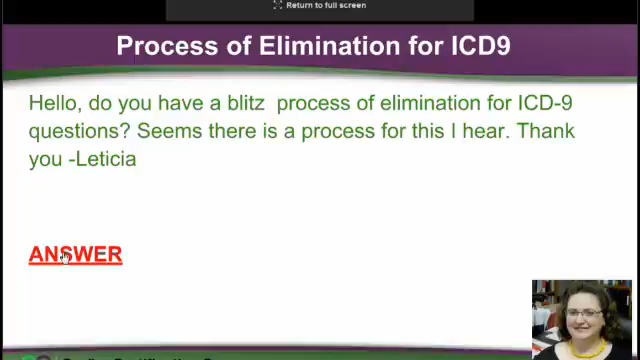 Return to full screen
Process of Elimination for ICD9
Hello, do you have a blitz process of elimination for ICD-9
questions? Seems there is a process for this I hear. Thank
you -Leticia
ANSWER